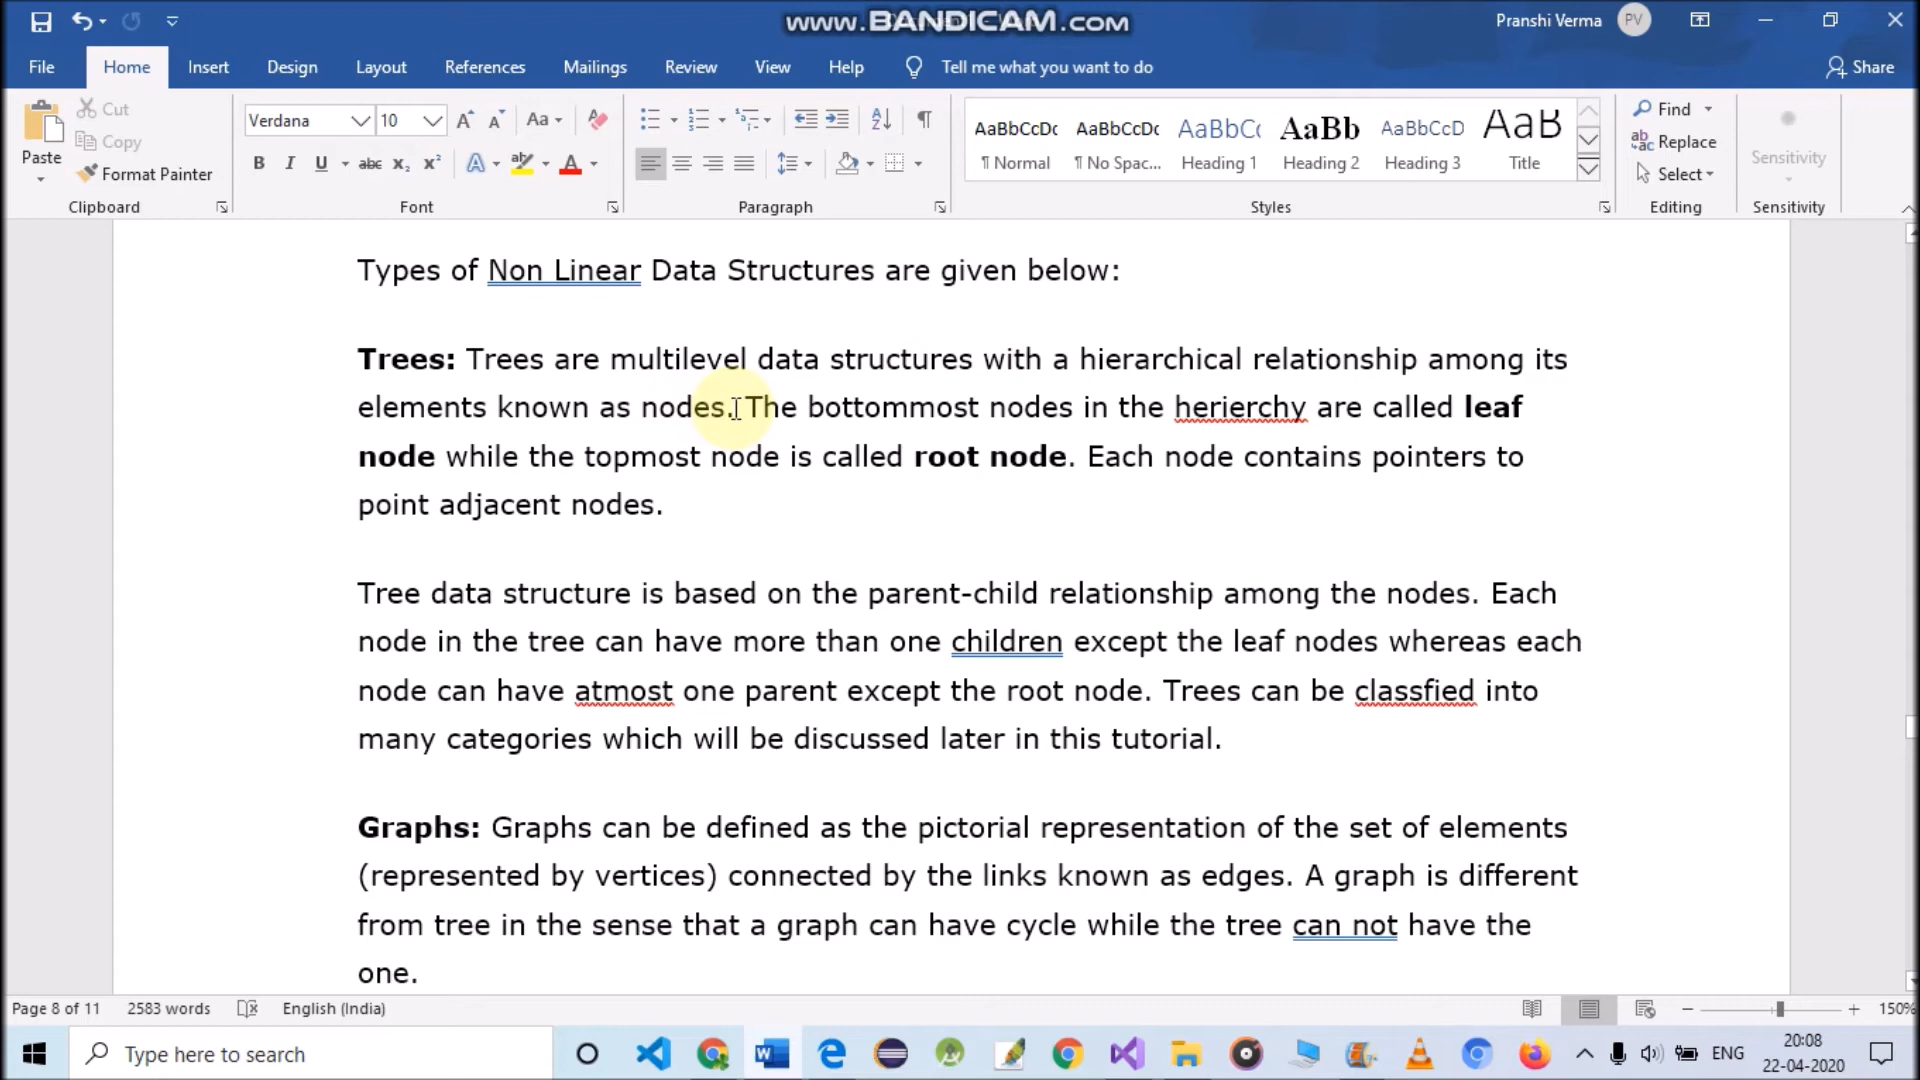 www.BANDICAM.com
Pranshi Verma PV
File Home Insert Design Layout References Mailings Review View Help Tell me what you want to do Share
Paste
Cut
Copy
Format Painter
Clipboard
Verdana 10
Font
Paragraph
AaBbCcDc AaBbCcDc AaBbCc AaBb AaBbCcD AaB
¶ Normal ¶ No Spac... Heading 1 Heading 2 Heading 3 Title
Styles
Find
Replace
Select
Editing
Sensitivity
Sensitivity
Types of Non Linear Data Structures are given below:
Trees: Trees are multilevel data structures with a hierarchical relationship among its
elements known as nodes. The bottommost nodes in the herierchy are called leaf
node while the topmost node is called root node. Each node contains pointers to
point adjacent nodes.
Tree data structure is based on the parent-child relationship among the nodes. Each
node in the tree can have more than one children except the leaf nodes whereas each
node can have atmost one parent except the root node. Trees can be classfied into
many categories which will be discussed later in this tutorial.
Graphs: Graphs can be defined as the pictorial representation of the set of elements
(represented by vertices) connected by the links known as edges. A graph is different
from tree in the sense that a graph can have cycle while the tree can not have the
one.
Page 8 of 11 2583 words English (India) 150%
Type here to search
ENG
20:08
22-04-2020